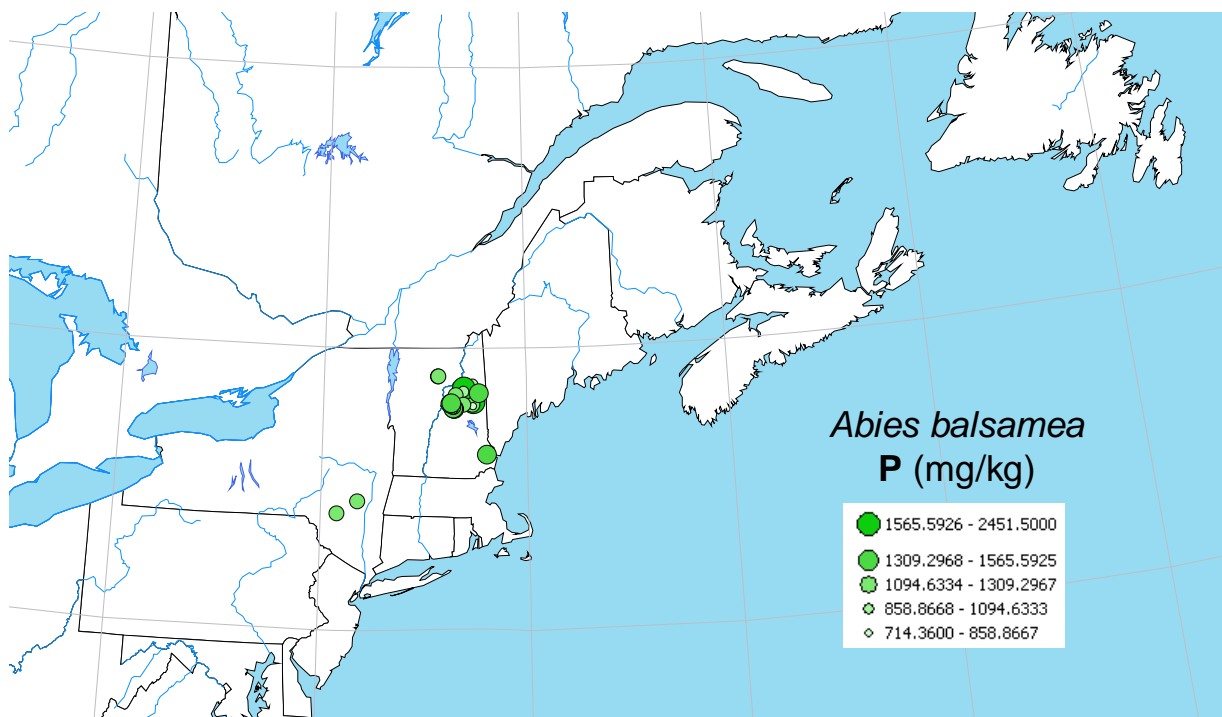 Abies balsamea
P (mg/kg)
1565.5926 - 2451.5000
1309.2968 - 1565.5925
1094.6334 - 1309.2967
858.8668 - 1094.6333
714.3600 - 858.8667